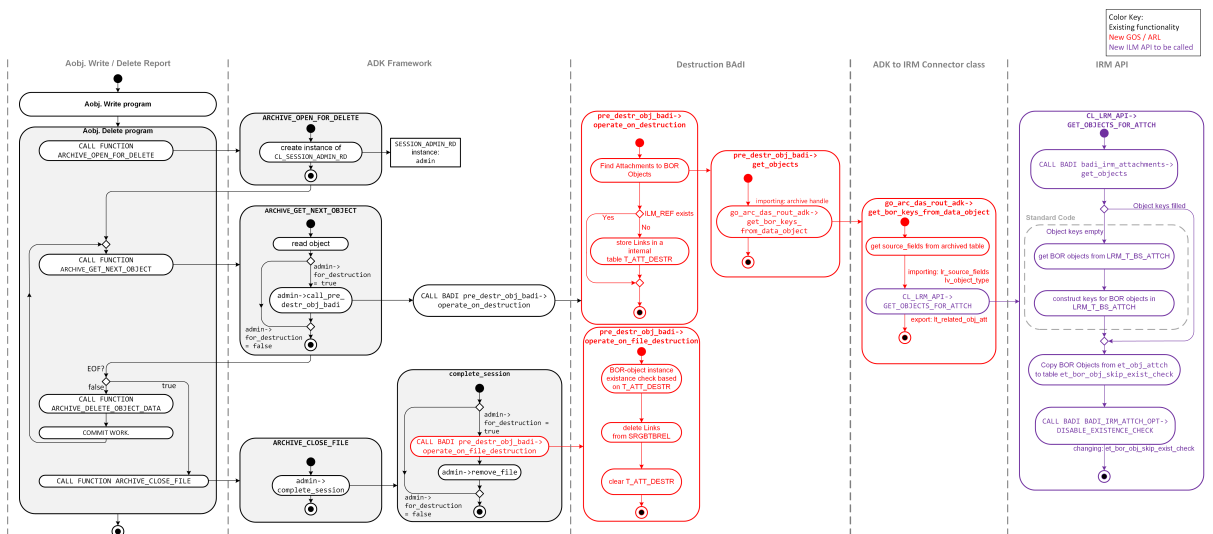 Color Key:
Existing functionality
New GOS / ARL
New ILM API to be called
Aobj. Write / Delete Report
ADK Framework
Destruction BAdI
ADK to IRM Connector class
IRM API
Aobj. Write program
Aobj. Delete program
CALL FUNCTION
ARCHIVE_OPEN_FOR_DELETE
CALL FUNCTION
ARCHIVE_GET_NEXT_OBJECT
EOF?
false
true
CALL FUNCTION
ARCHIVE_DELETE_OBJECT_DATA
COMMIT WORK.
CALL FUNCTION ARCHIVE_CLOSE_FILE
ARCHIVE_OPEN_FOR_DELETE
create instance of
CL_SESSION_ADMIN_RD
SESSION_ADMIN_RD
instance:
admin
ARCHIVE_GET_NEXT_OBJECT
read object
admin->
for_destruction
= true
admin->call_pre_
destr_obj_badi
admin->
for_destruction
= false
CALL BADI pre_destr_obj_badi->
operate_on_destruction
ARCHIVE_CLOSE_FILE
admin->
complete_session
complete_session
admin->
for_destruction =
true
CALL BADI pre_destr_obj_badi->
operate_on_file_destruction
admin->remove_file
admin->
for_destruction
= false
pre_destr_obj_badi->
operate_on_destruction
Find Attachments to BOR
Objects
Yes
ILM_REF exists
No
store Links in a
internal
table T_ATT_DESTR
pre_destr_obj_badi->
operate_on_file_destruction
BOR-object instance
existance check based
on T_ATT_DESTR
delete Links
from SRGBTBREL
clear T_ATT_DESTR
pre_destr_obj_badi->
get_objects
importing: archive handle
go_arc_das_rout_adk->
get_bor_keys_
from_data_object
go_arc_das_rout_adk->
get_bor_keys_from_data_object
get source_fields from archived table
importing: lr_source_fields
lv_object_type
CL_LRM_API->
GET_OBJECTS_FOR_ATTCH
export: lt_related_obj_att
CL_LRM_API->
GET_OBJECTS_FOR_ATTCH
CALL BADI badi_irm_attachments->
get_objects
Object keys filled
Standard Code
Object keys empty
get BOR objects from LRM_T_BS_ATTCH
construct keys for BOR objects in
LRM_T_BS_ATTCH
Copy BOR Objects from et_obj_attch
to table et_bor_obj_skip_exist_check
CALL BADI BADI_IRM_ATTCH_OPT->
DISABLE_EXISTENCE_CHECK
changing: et_bor_obj_skip_exist_check